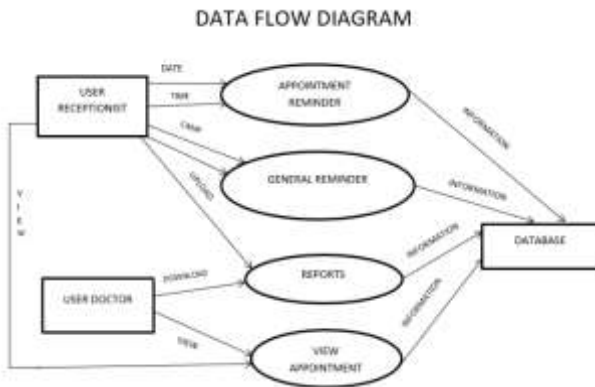 DATA FLOW DIAGRAM
DATE
USER
RECEPTIONIST
TIME
APPOINTMENT
REMINDER
INFORMATION
CAMP
GENERAL REMINDER
INFORMATION
UPLOAD
VIEW
DATABASE
INFORMATION
DOWNLOAD
REPORTS
USER DOCTOR
INFORMATION
VIEW
VIEW
APPOINTMENT